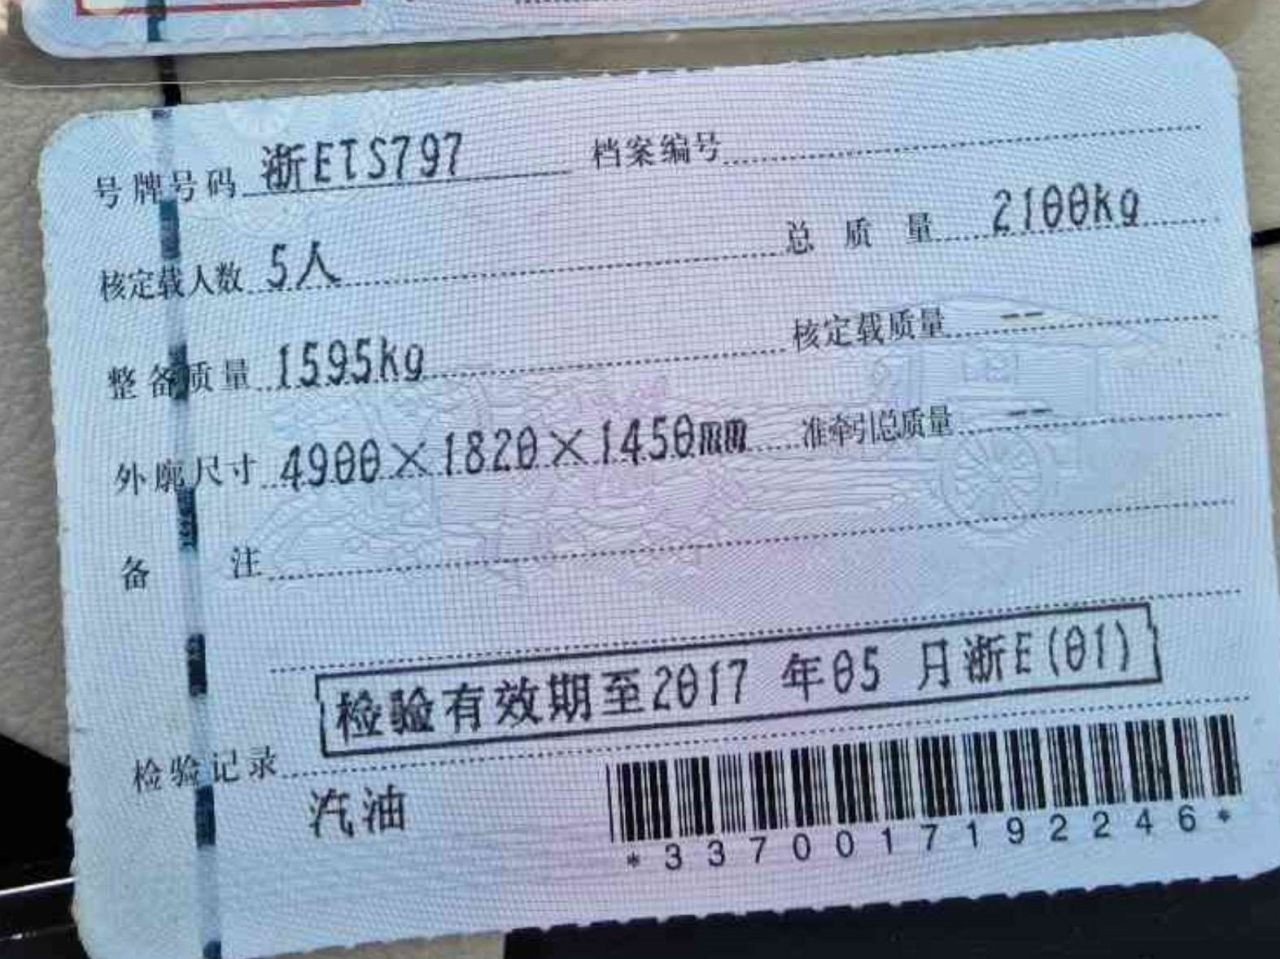 号牌号码 浙ETS797 档案编号
核定载人数 5人 总质量 2100kg
整备质量 1595kg 核定载质量 --
外廓尺寸 4900×1820×1450mm 准牵引总质量 --
备注
检验有效期至2017 年05 月浙E(01)
检验记录
汽油
*3370017192246*